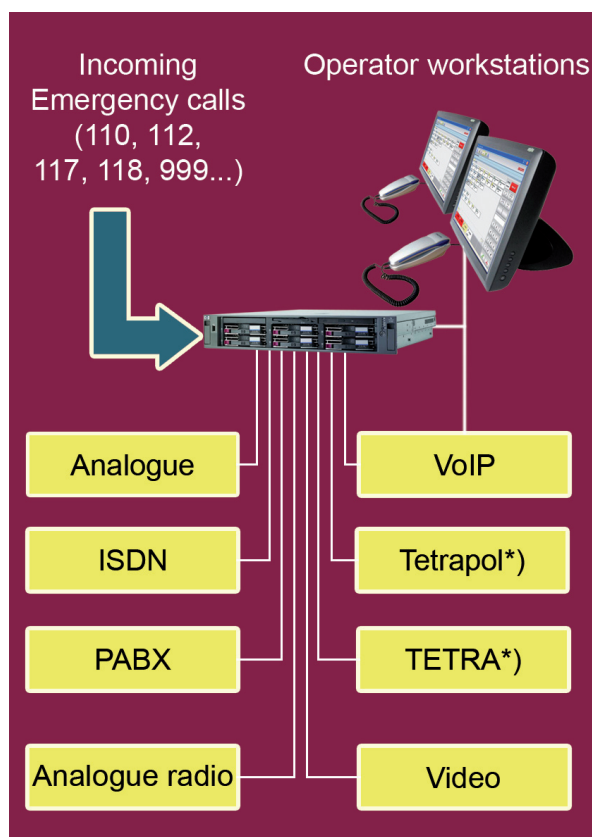 Incoming
Emergency calls
(110, 112,
117, 118, 999...)
Operator workstations
Analogue
VoIP
ISDN
Tetrapol*)
PABX
TETRA*)
Analogue radio
Video